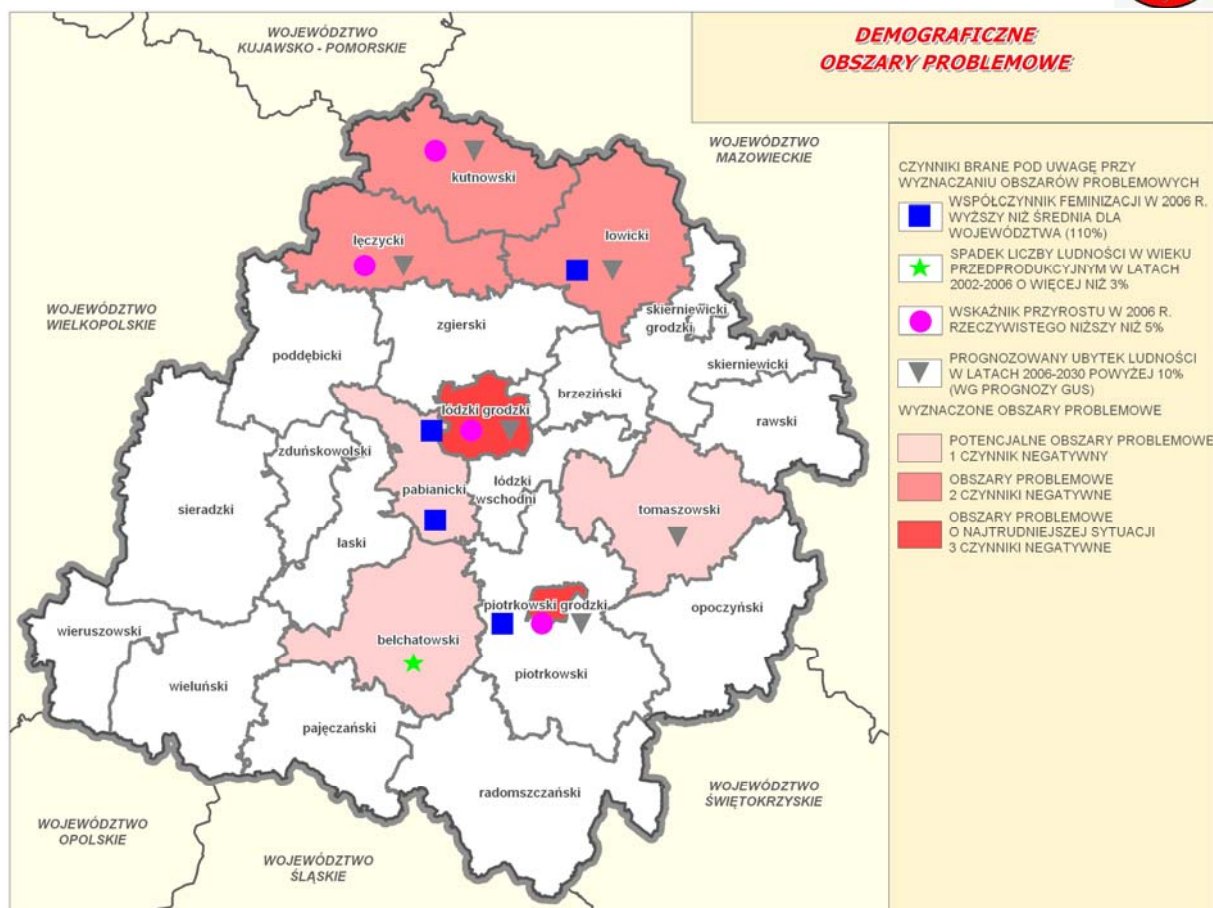 DEMOGRAFICZNE
OBSZARY PROBLEMOWE
WOJEWÓDZTWO
KUJAWSKO - POMORSKIE
WOJEWÓDZTWO
MAZOWIECKIE
kutnowski
łęczycki
łowicki
WOJEWÓDZTWO
WIELKOPOLSKIE
skierniewicki
grodzki
zgierski
poddębicki
skierniewicki
brzeziński
rawski
łódzki grodzki
zduńskowolski
łódzki
wschodni
pabianicki
sieradzki
tomaszowski
łaski
piotrkowski grodzki
opoczyński
wieruszowski
bełchatowski
piotrkowski
wieluński
pajęczański
radomszczański
WOJEWÓDZTWO
ŚWIĘTOKRZYSKIE
WOJEWÓDZTWO
OPOLSKIE
WOJEWÓDZTWO
ŚLĄSKIE
CZYNNIKI BRANE POD UWAGĘ PRZY
WYZNACZANIU OBSZARÓW PROBLEMOWYCH
WSPÓŁCZYNNIK FEMINIZACJI W 2006 R.
WYŻSZY NIŻ ŚREDNIA DLA
WOJEWÓDZTWA (110%)
SPADEK LICZBY LUDNOŚCI W WIEKU
PRZEDPRODUKCYJNYM W LATACH
2002-2006 O WIĘCEJ NIŻ 3%
WSKAŹNIK PRZYROSTU W 2006 R.
RZECZYWISTEGO NIŻSZY NIŻ 5%
PROGNOZOWANY UBYTEK LUDNOŚCI
W LATACH 2006-2030 POWYŻEJ 10%
(WG PROGNOZY GUS)
WYZNACZONE OBSZARY PROBLEMOWE
POTENCJALNE OBSZARY PROBLEMOWE
1 CZYNNIK NEGATYWNY
OBSZARY PROBLEMOWE
2 CZYNNIKI NEGATYWNE
OBSZARY PROBLEMOWE
O NAJTRUDNIEJSZEJ SYTUACJI
3 CZYNNIKI NEGATYWNE